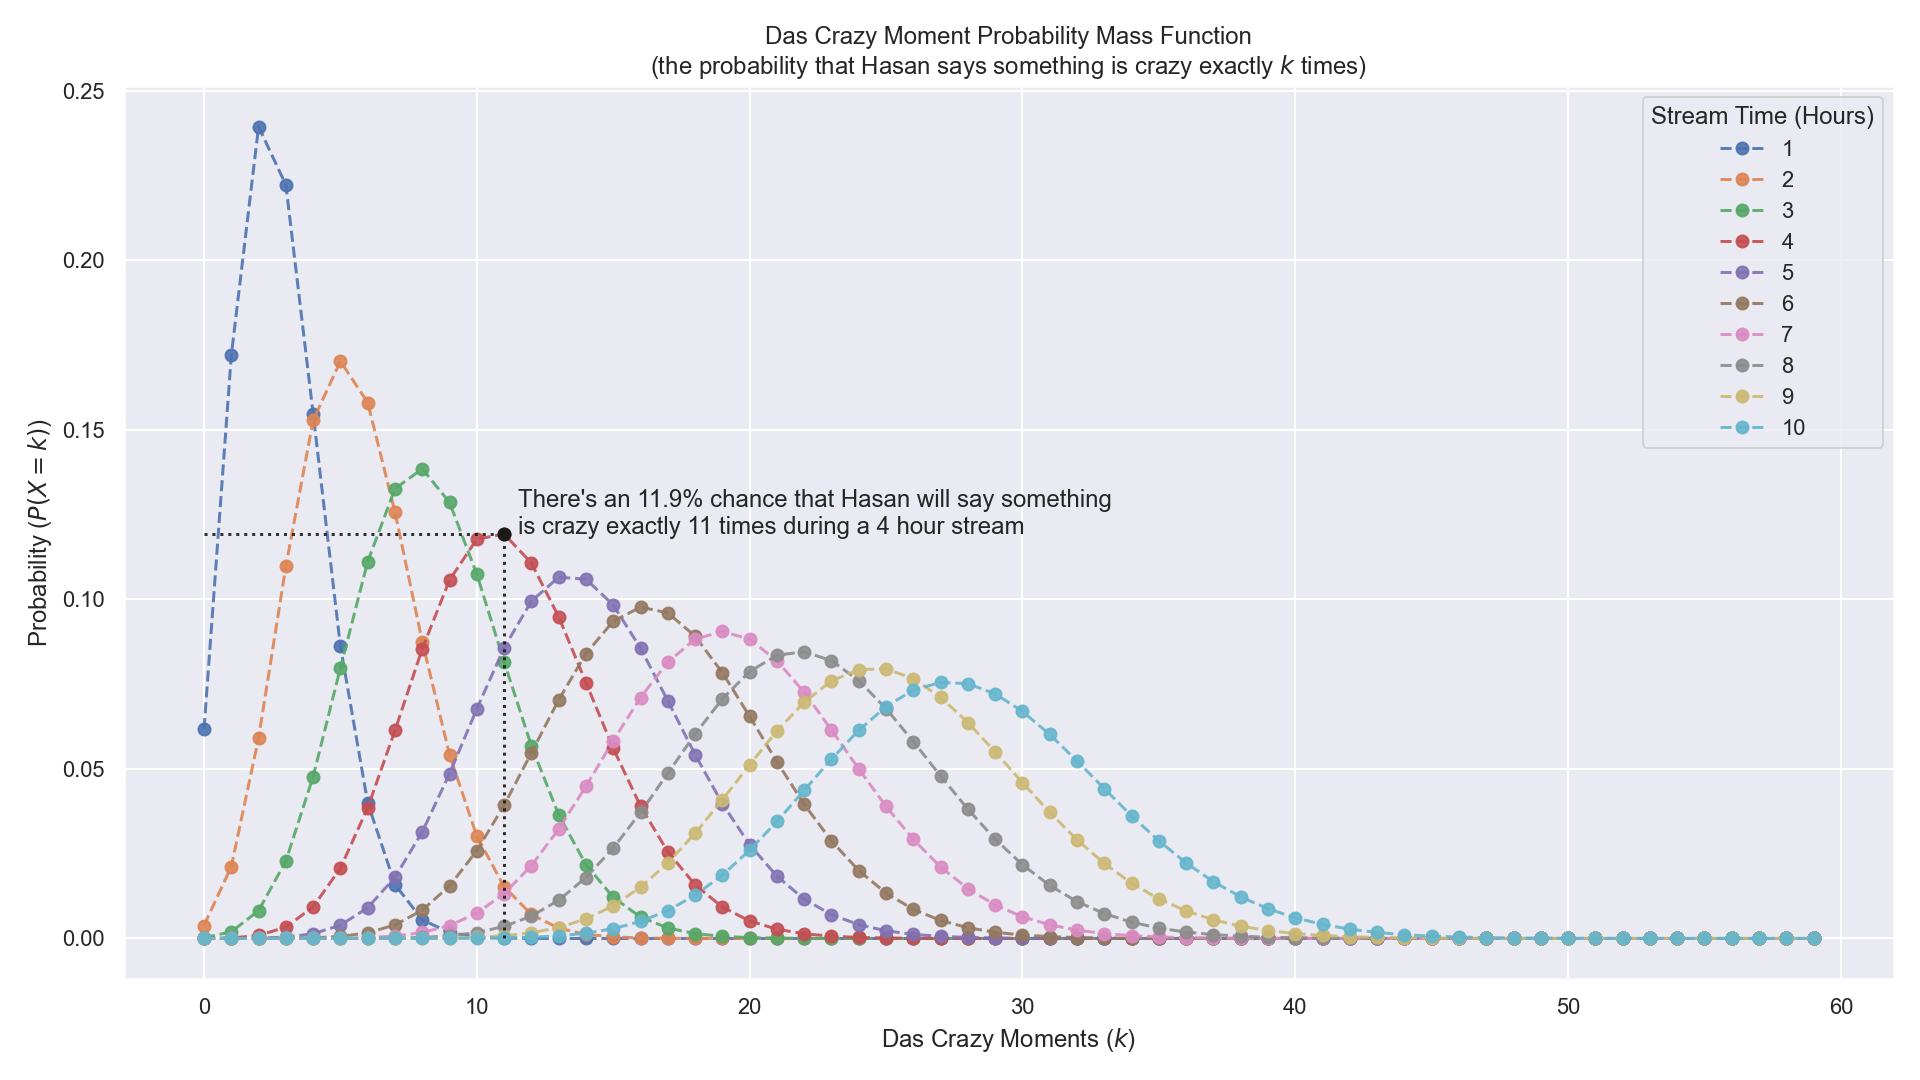 Das Crazy Moment Probability Mass Function
(the probability that Hasan says something is crazy exactly k times)
Probability (P(X = k))
0.25
0.20
0.15
0.10
0.05
0.00
Stream Time (Hours)
1
2
3
4
5
6
7
8
9
10
There's an 11.9% chance that Hasan will say something
is crazy exactly 11 times during a 4 hour stream
0 10 20 30 40 50 60
Das Crazy Moments (k)